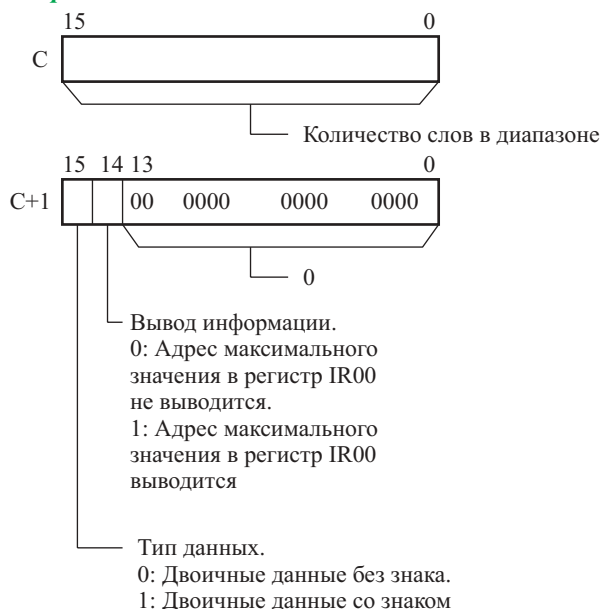 15 0
C
Количество слов в диапазоне
15 14 13 0
C+1 00 0000 0000 0000
0
Вывод информации.
0: Адрес максимального
значения в регистр IR00
не выводится.
1: Адрес максимального
значения в регистр IR00
выводится
Тип данных.
0: Двоичные данные без знака.
1: Двоичные данные со знаком